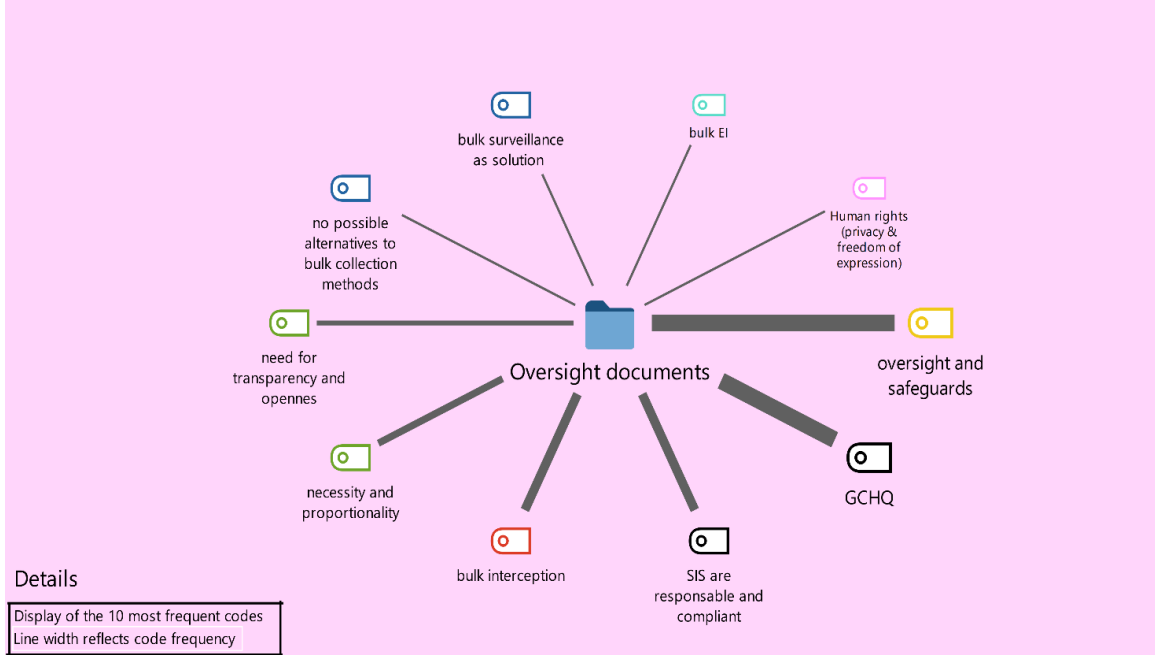 bulk surveillance
as solution
bulk EI
no possible
alternatives to
bulk collection
methods
Human rights
(privacy &
freedom of
expression)
need for
transparency and
opennes
Oversight documents
oversight and
safeguards
necessity and
proportionality
GCHQ
bulk interception
SIS are
responsable and
compliant
Details
Display of the 10 most frequent codes
Line width reflects code frequency